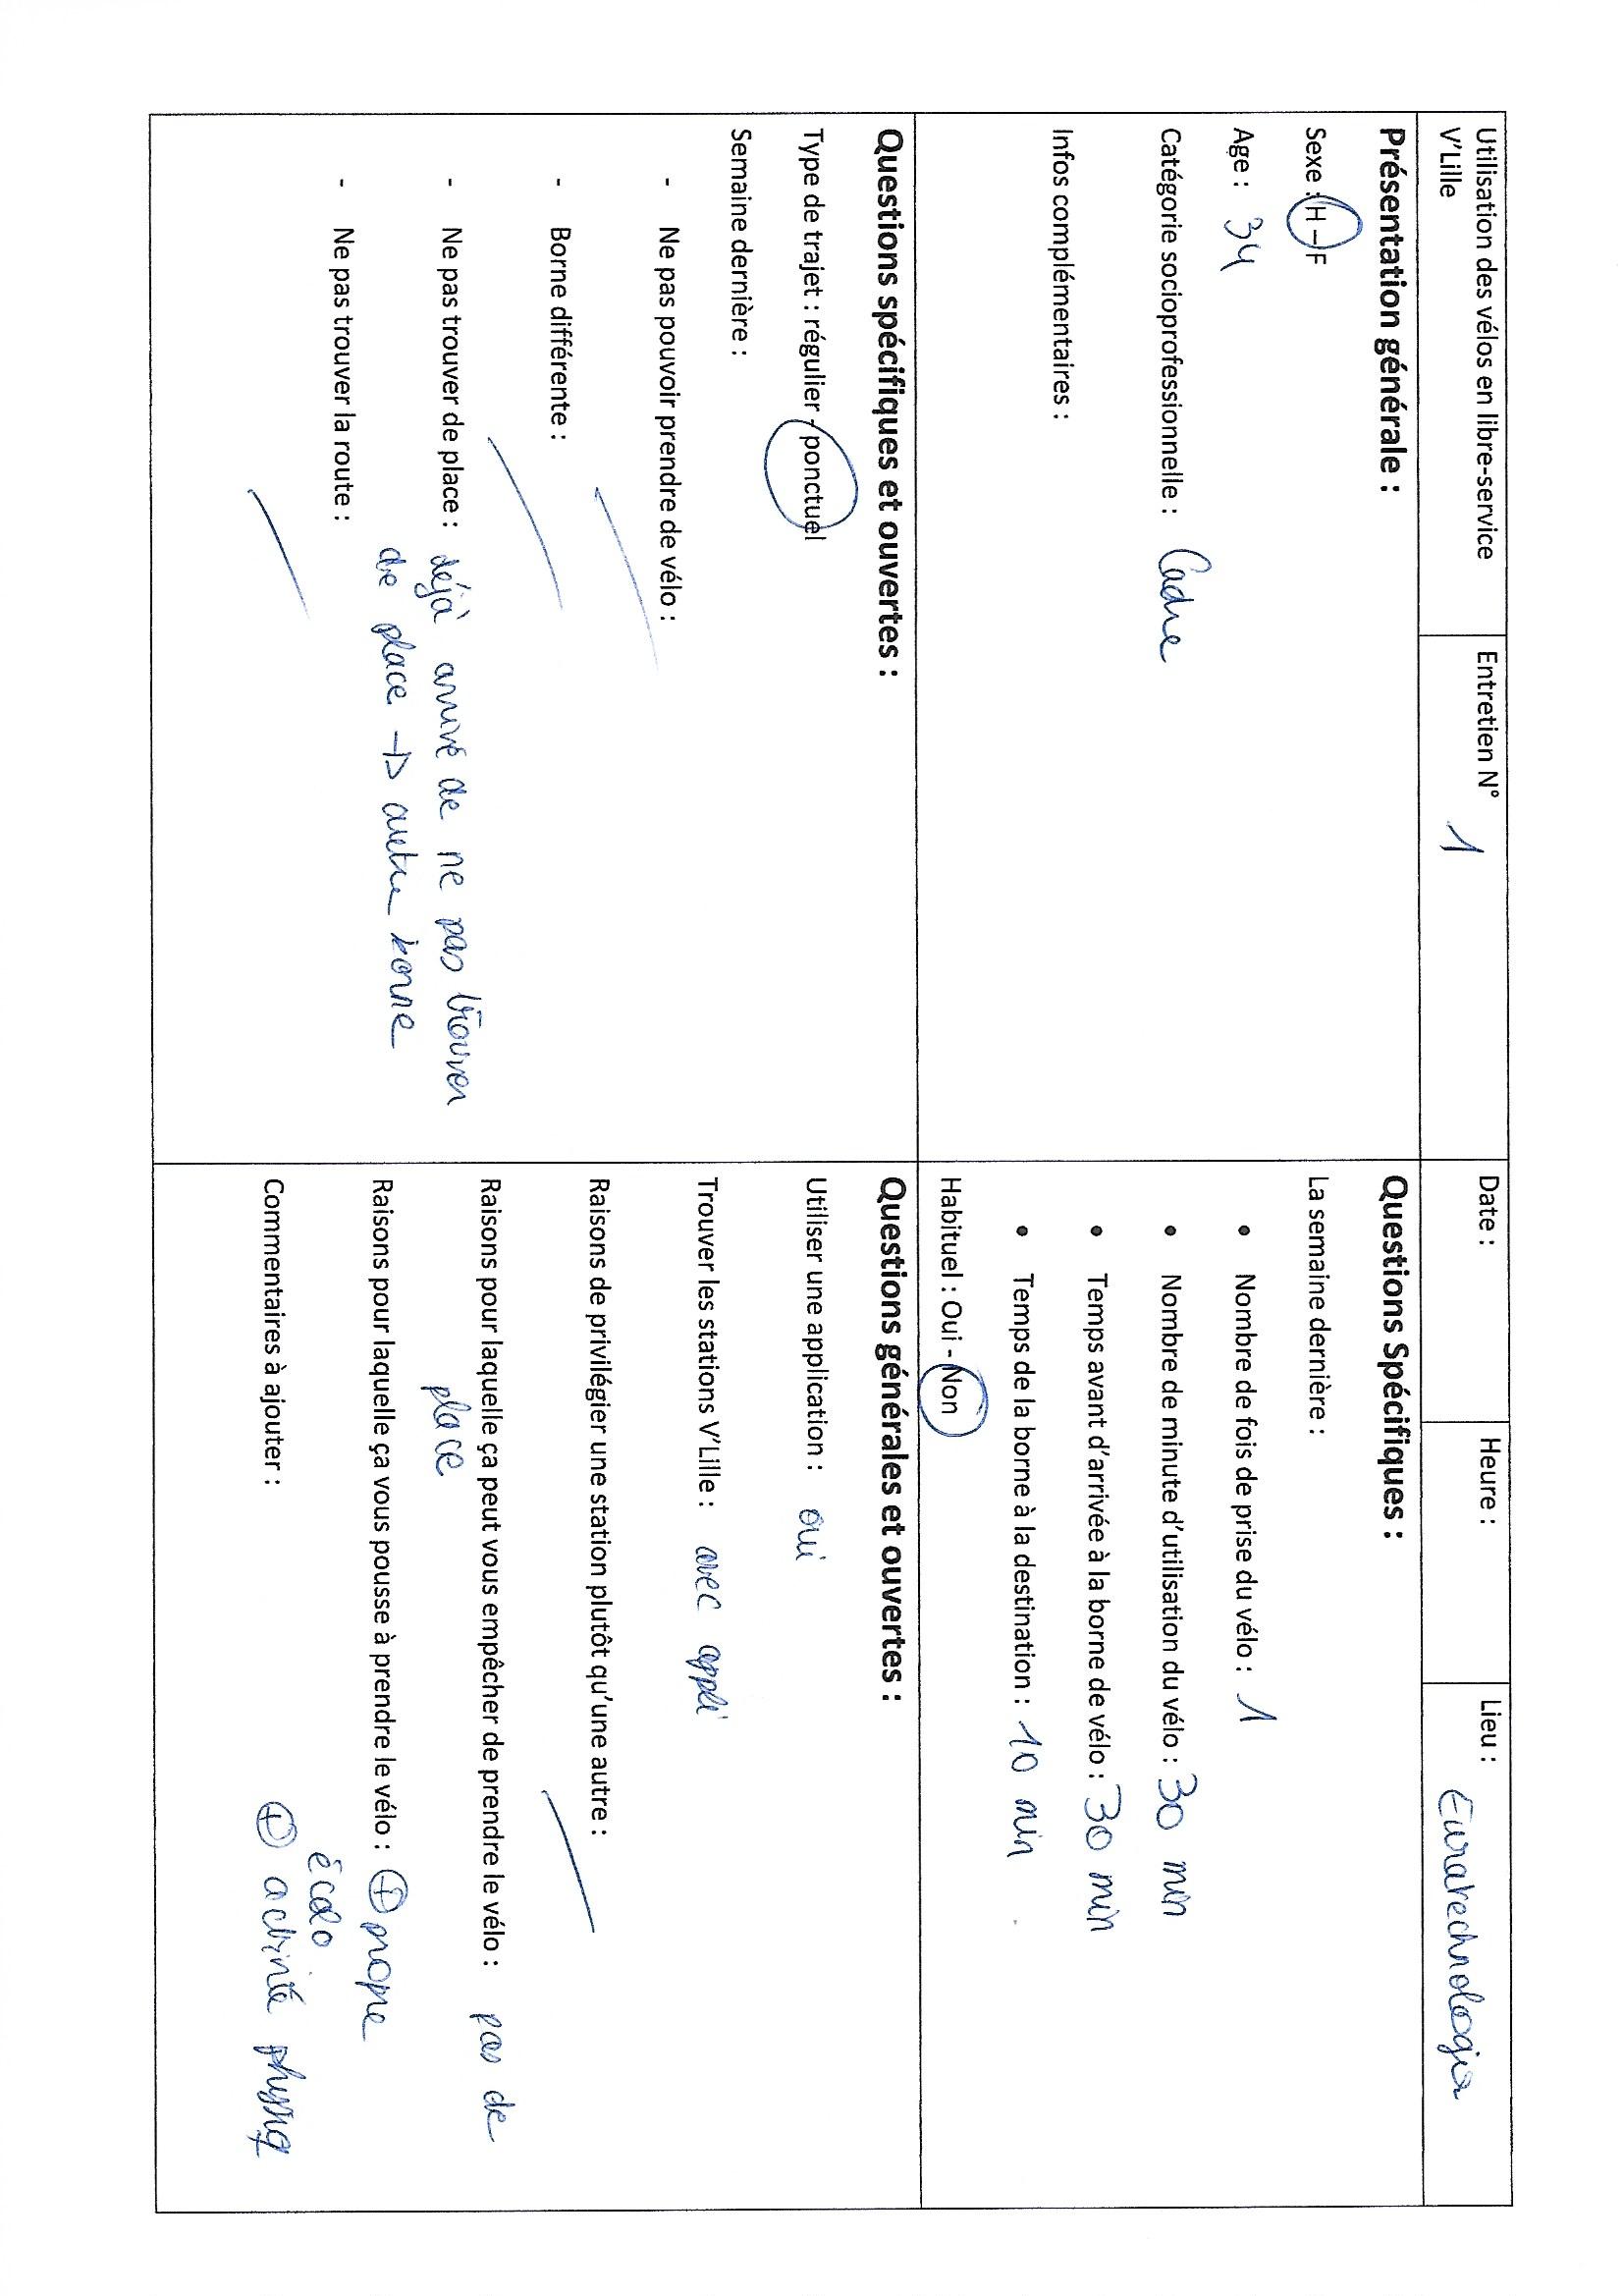 Utilisation des vélos en libre-service
V'Lille
Entretien N° 1
Date :
Heure :
Lieu : Euratechnologie
Présentation générale :
Sexe : H – F
Age : 34
Catégorie socioprofessionnelle : Cadre
Infos complémentaires :
Questions Spécifiques :
La semaine dernière :
• Nombre de fois de prise du vélo : 1
• Nombre de minute d'utilisation du vélo : 30 min
• Temps avant d'arrivée à la borne de vélo : 30 min
• Temps de la borne à la destination : 10 min
Habituel : Oui - Non
Questions spécifiques et ouvertes :
Type de trajet : régulier - ponctuel
Semaine dernière :
- Ne pas pouvoir prendre de vélo :
- Borne différente :
- Ne pas trouver de place : déjà arrivé de ne pas trouver
de place → autre borne
- Ne pas trouver la route :
Questions générales et ouvertes :
Utiliser une application : oui
Trouver les stations V'Lille : avec appli
Raisons de privilégier une station plutôt qu'une autre :
Raisons pour laquelle ça peut vous empêcher de prendre le vélo : pas de
place
Raisons pour laquelle ça vous pousse à prendre le vélo : ⊕ propre
écolo
Commentaires à ajouter : ⊕ activité physiq